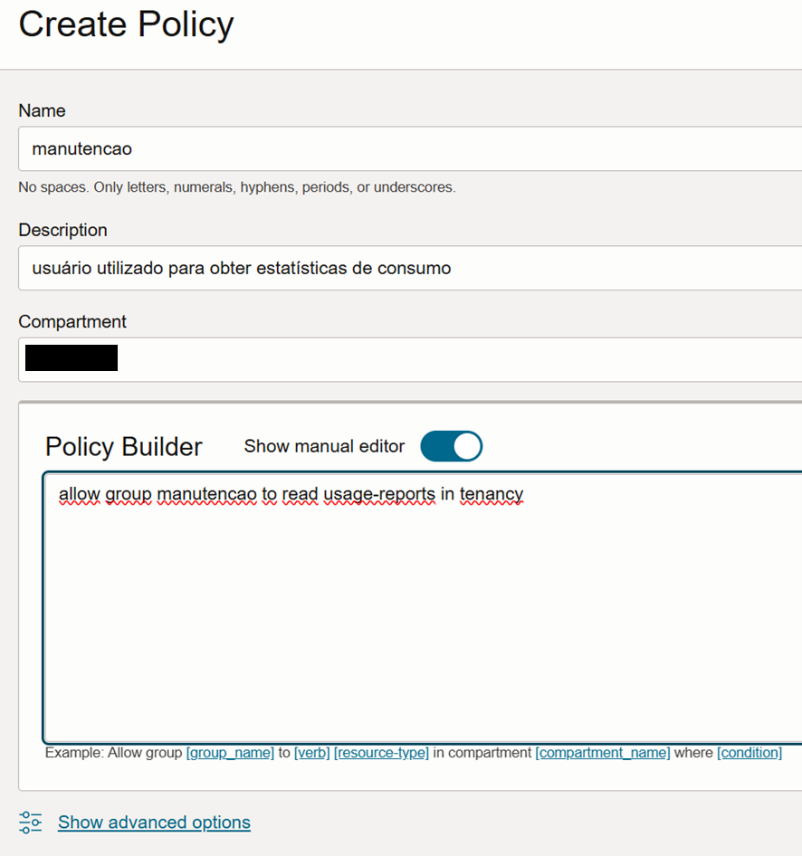 Create Policy
Name
manutencao
No spaces. Only letters, numerals, hyphens, periods, or underscores.
Description
usuário utilizado para obter estatísticas de consumo
Compartment
Policy Builder Show manual editor
allow group manutencao to read usage-reports in tenancy
Example: Allow group [group_name] to [verb] [resource-type] in compartment [compartment_name] where [condition]
Show advanced options